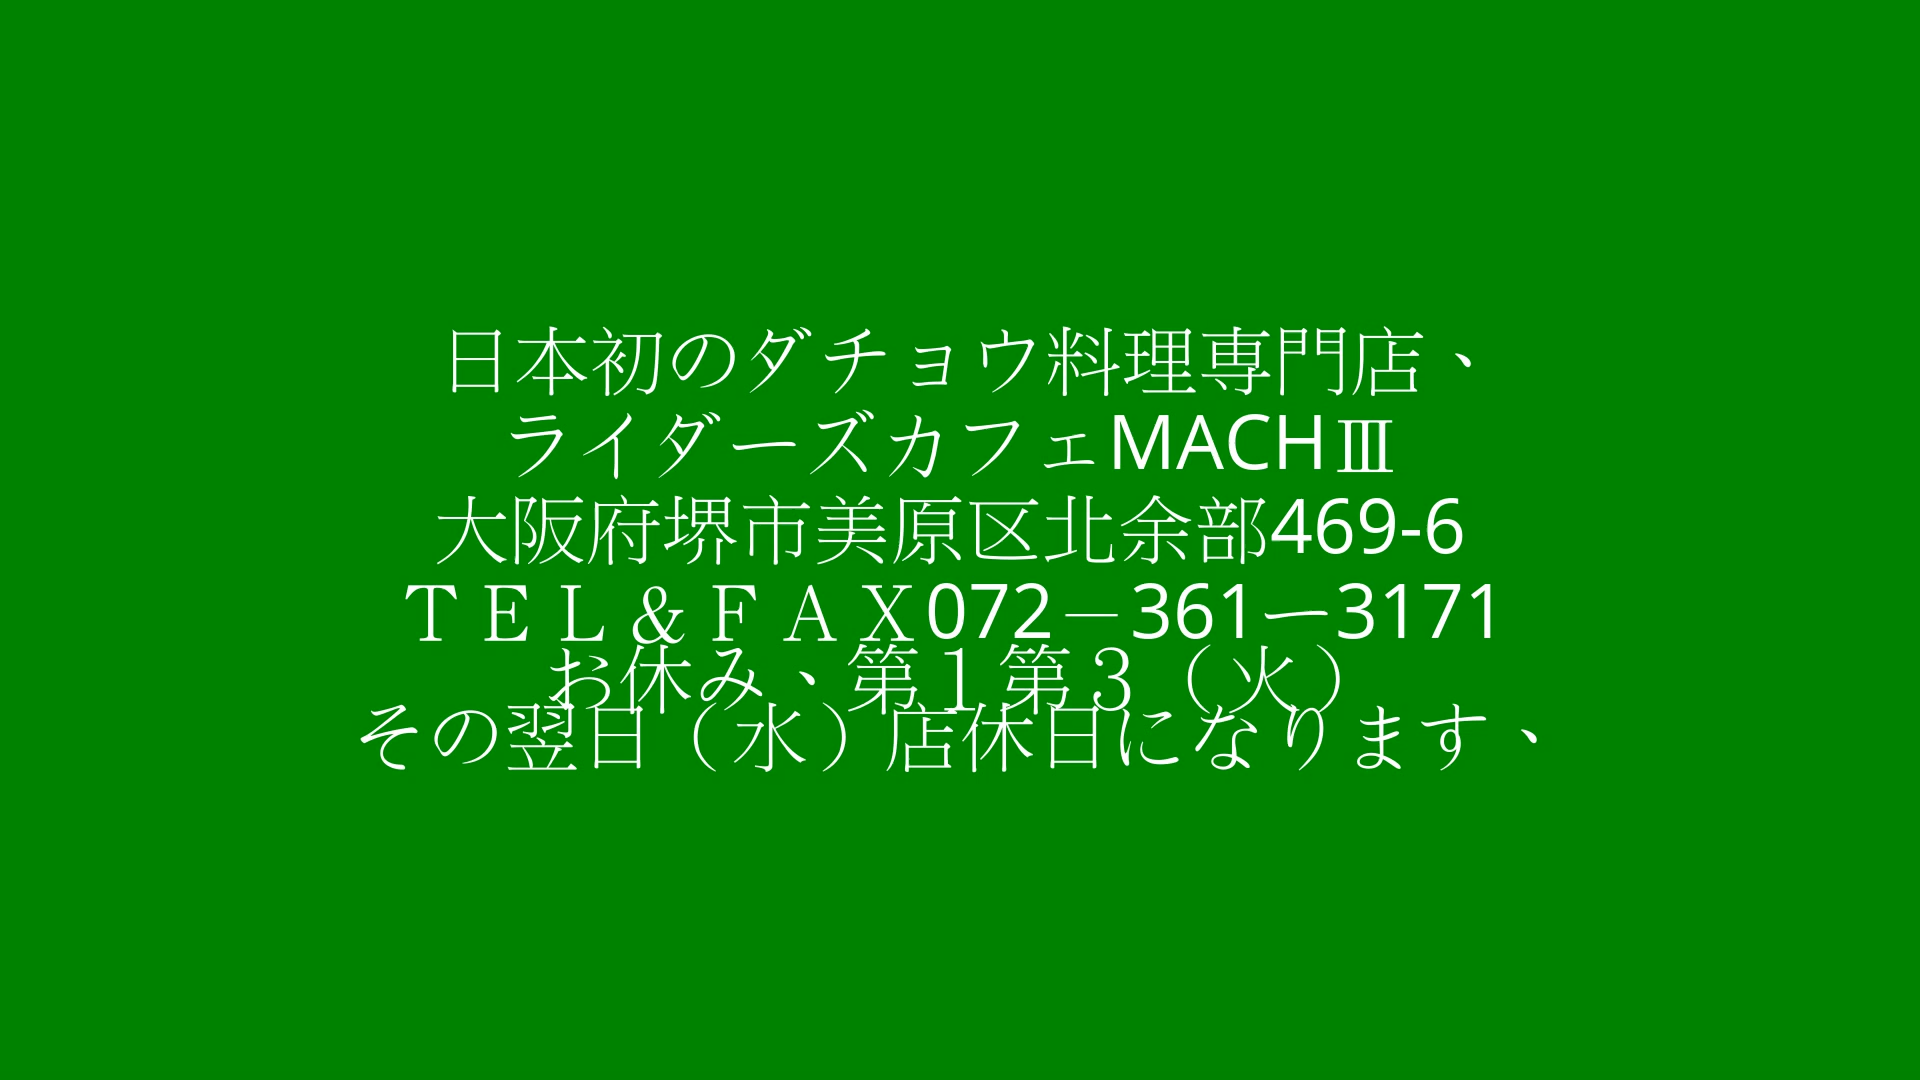 日本初のダチョウ料理専門店、
ライダーズカフェMACHⅢ
大阪府堺市美原区北余部469-6
ＴＥＬ＆ＦＡＸ072－361ー3171
お休み、第１第３（火）
その翌日（水）店休日になります、